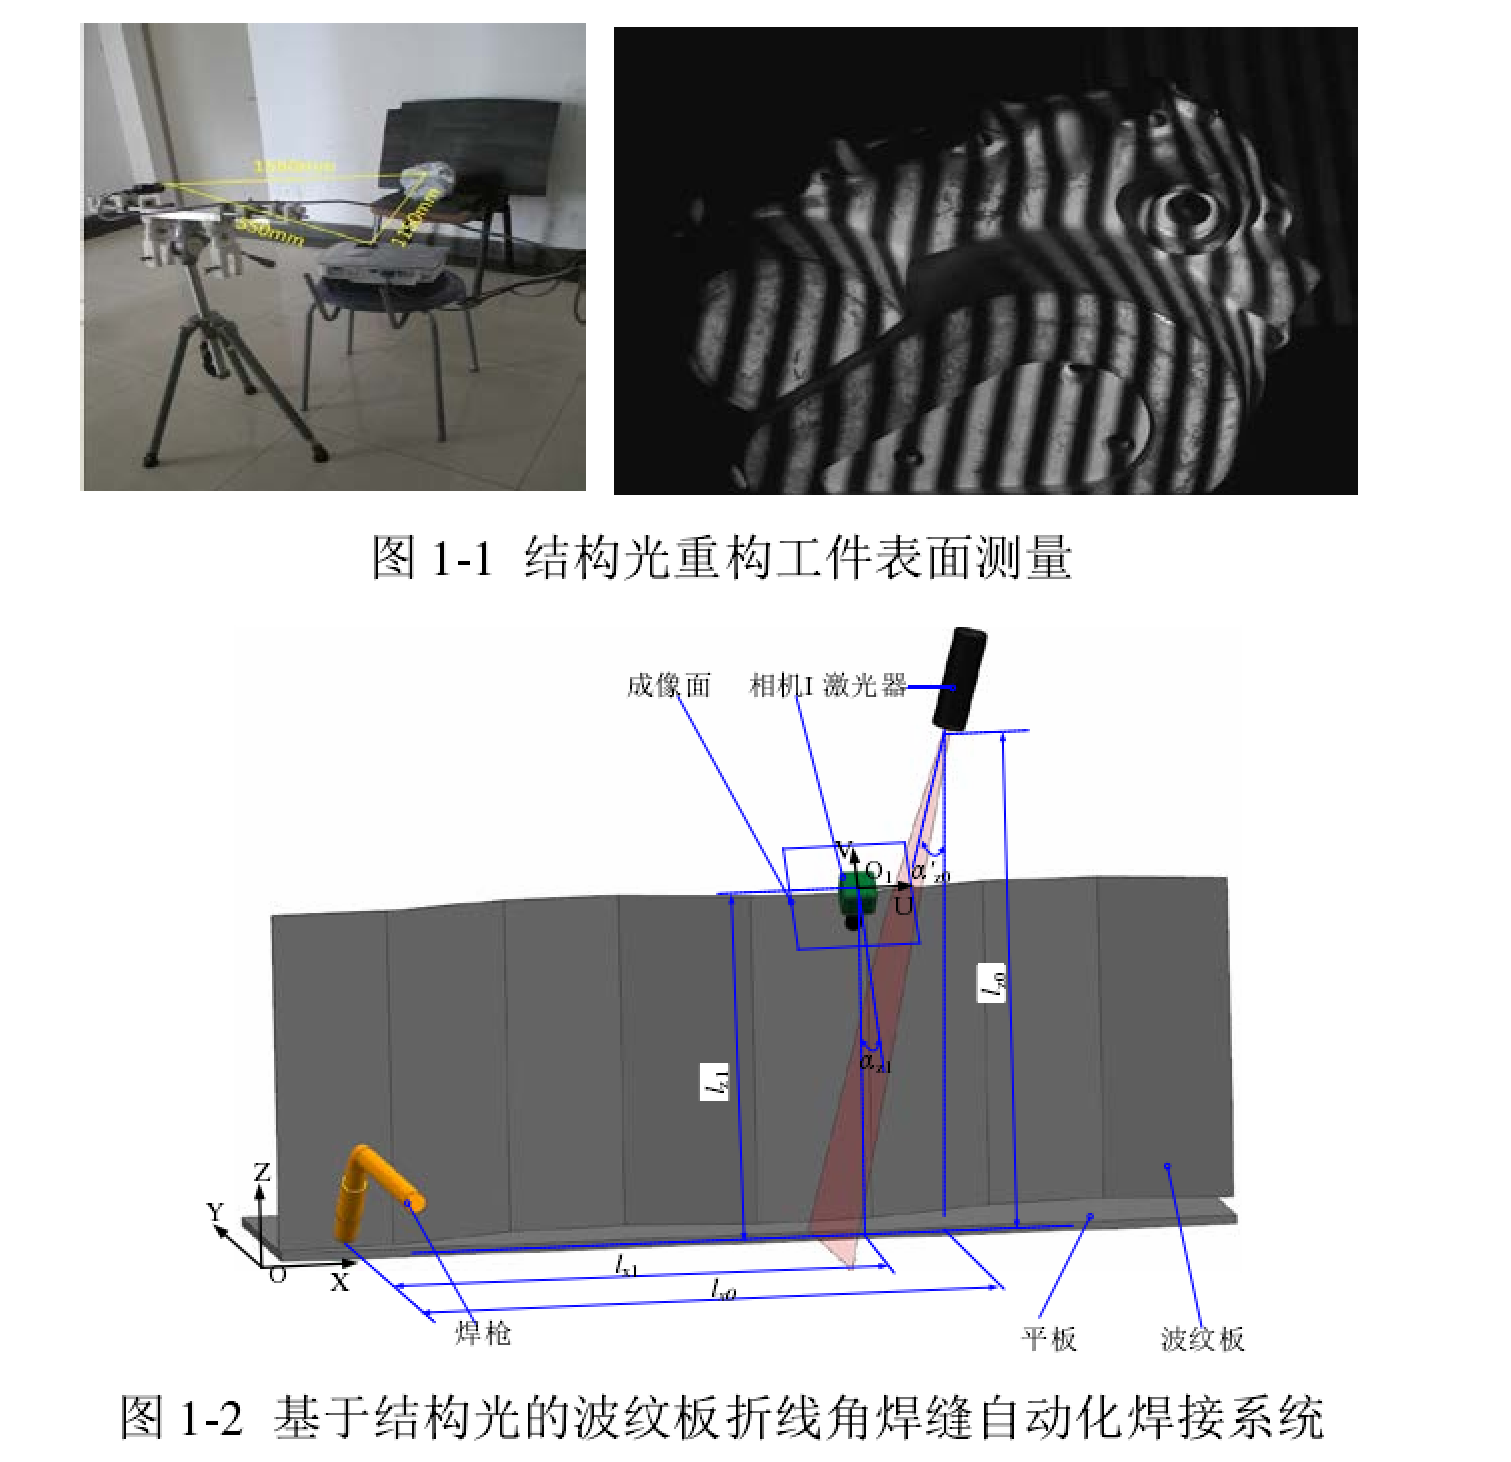 1580mm
550mm
1190mm
图 1-1 结构光重构工件表面测量
成像面 相机I 激光器
V
O1
α'z0
U
lz0
αz1
lz1
Z
Y
O
X
lx1
lx0
焊枪
平板
波纹板
图 1-2 基于结构光的波纹板折线角焊缝自动化焊接系统